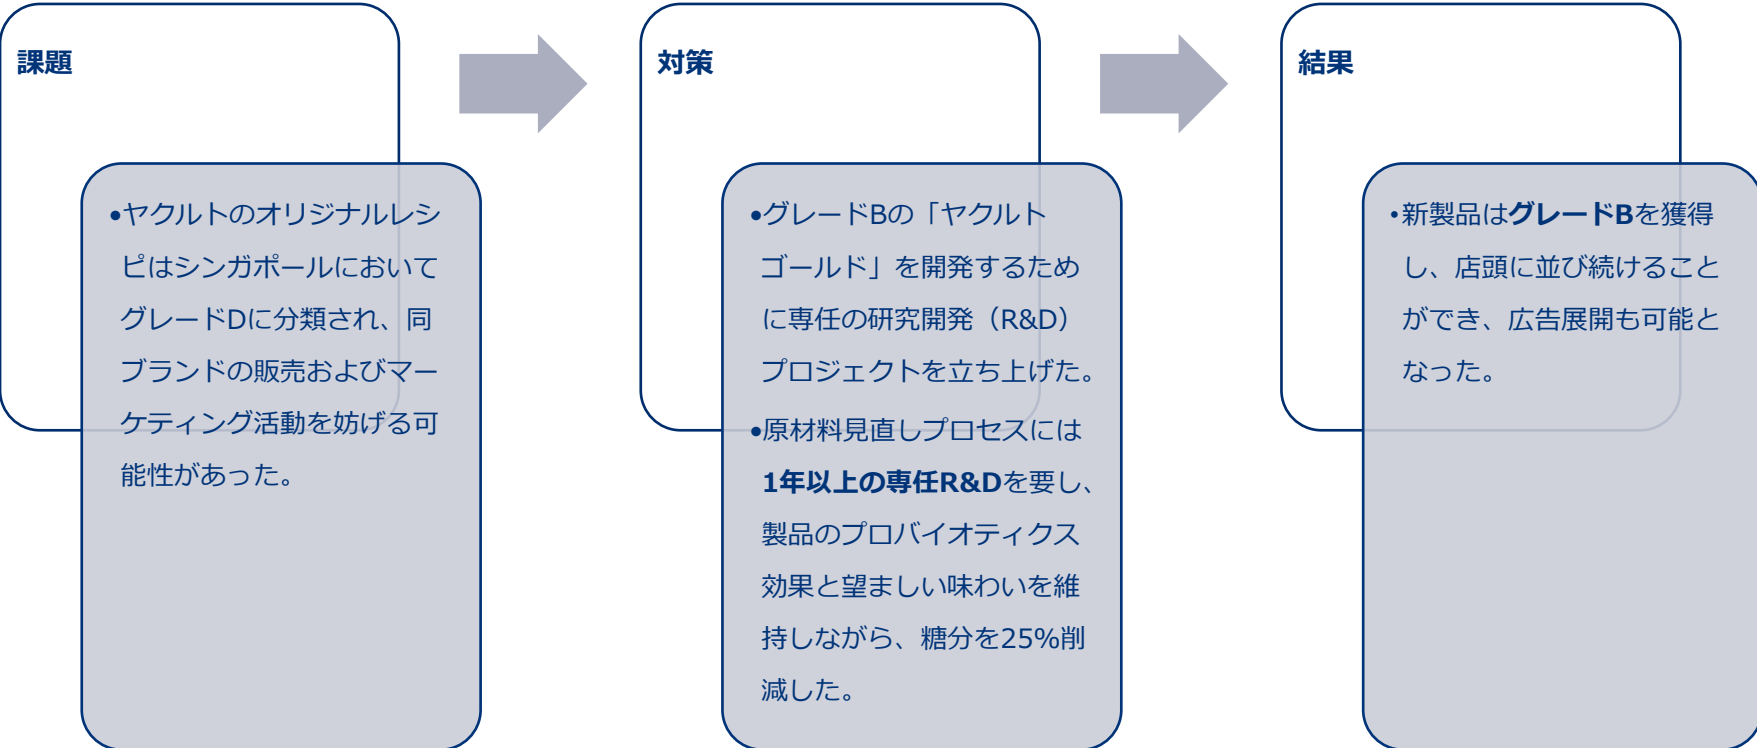 課題
•ヤクルトのオリジナルレシ
ピはシンガポールにおいて
グレードDに分類され、同
ブランドの販売およびマー
ケティング活動を妨げる可
能性があった。
対策
•グレードBの「ヤクルト
ゴールド」を開発するため
に専任の研究開発（R&D）
プロジェクトを立ち上げた。
•原材料見直しプロセスには
1年以上の専任R&Dを要し、
製品のプロバイオティクス
効果と望ましい味わいを維
持しながら、糖分を25%削
減した。
結果
•新製品はグレードBを獲得
し、店頭に並び続けること
ができ、広告展開も可能と
なった。